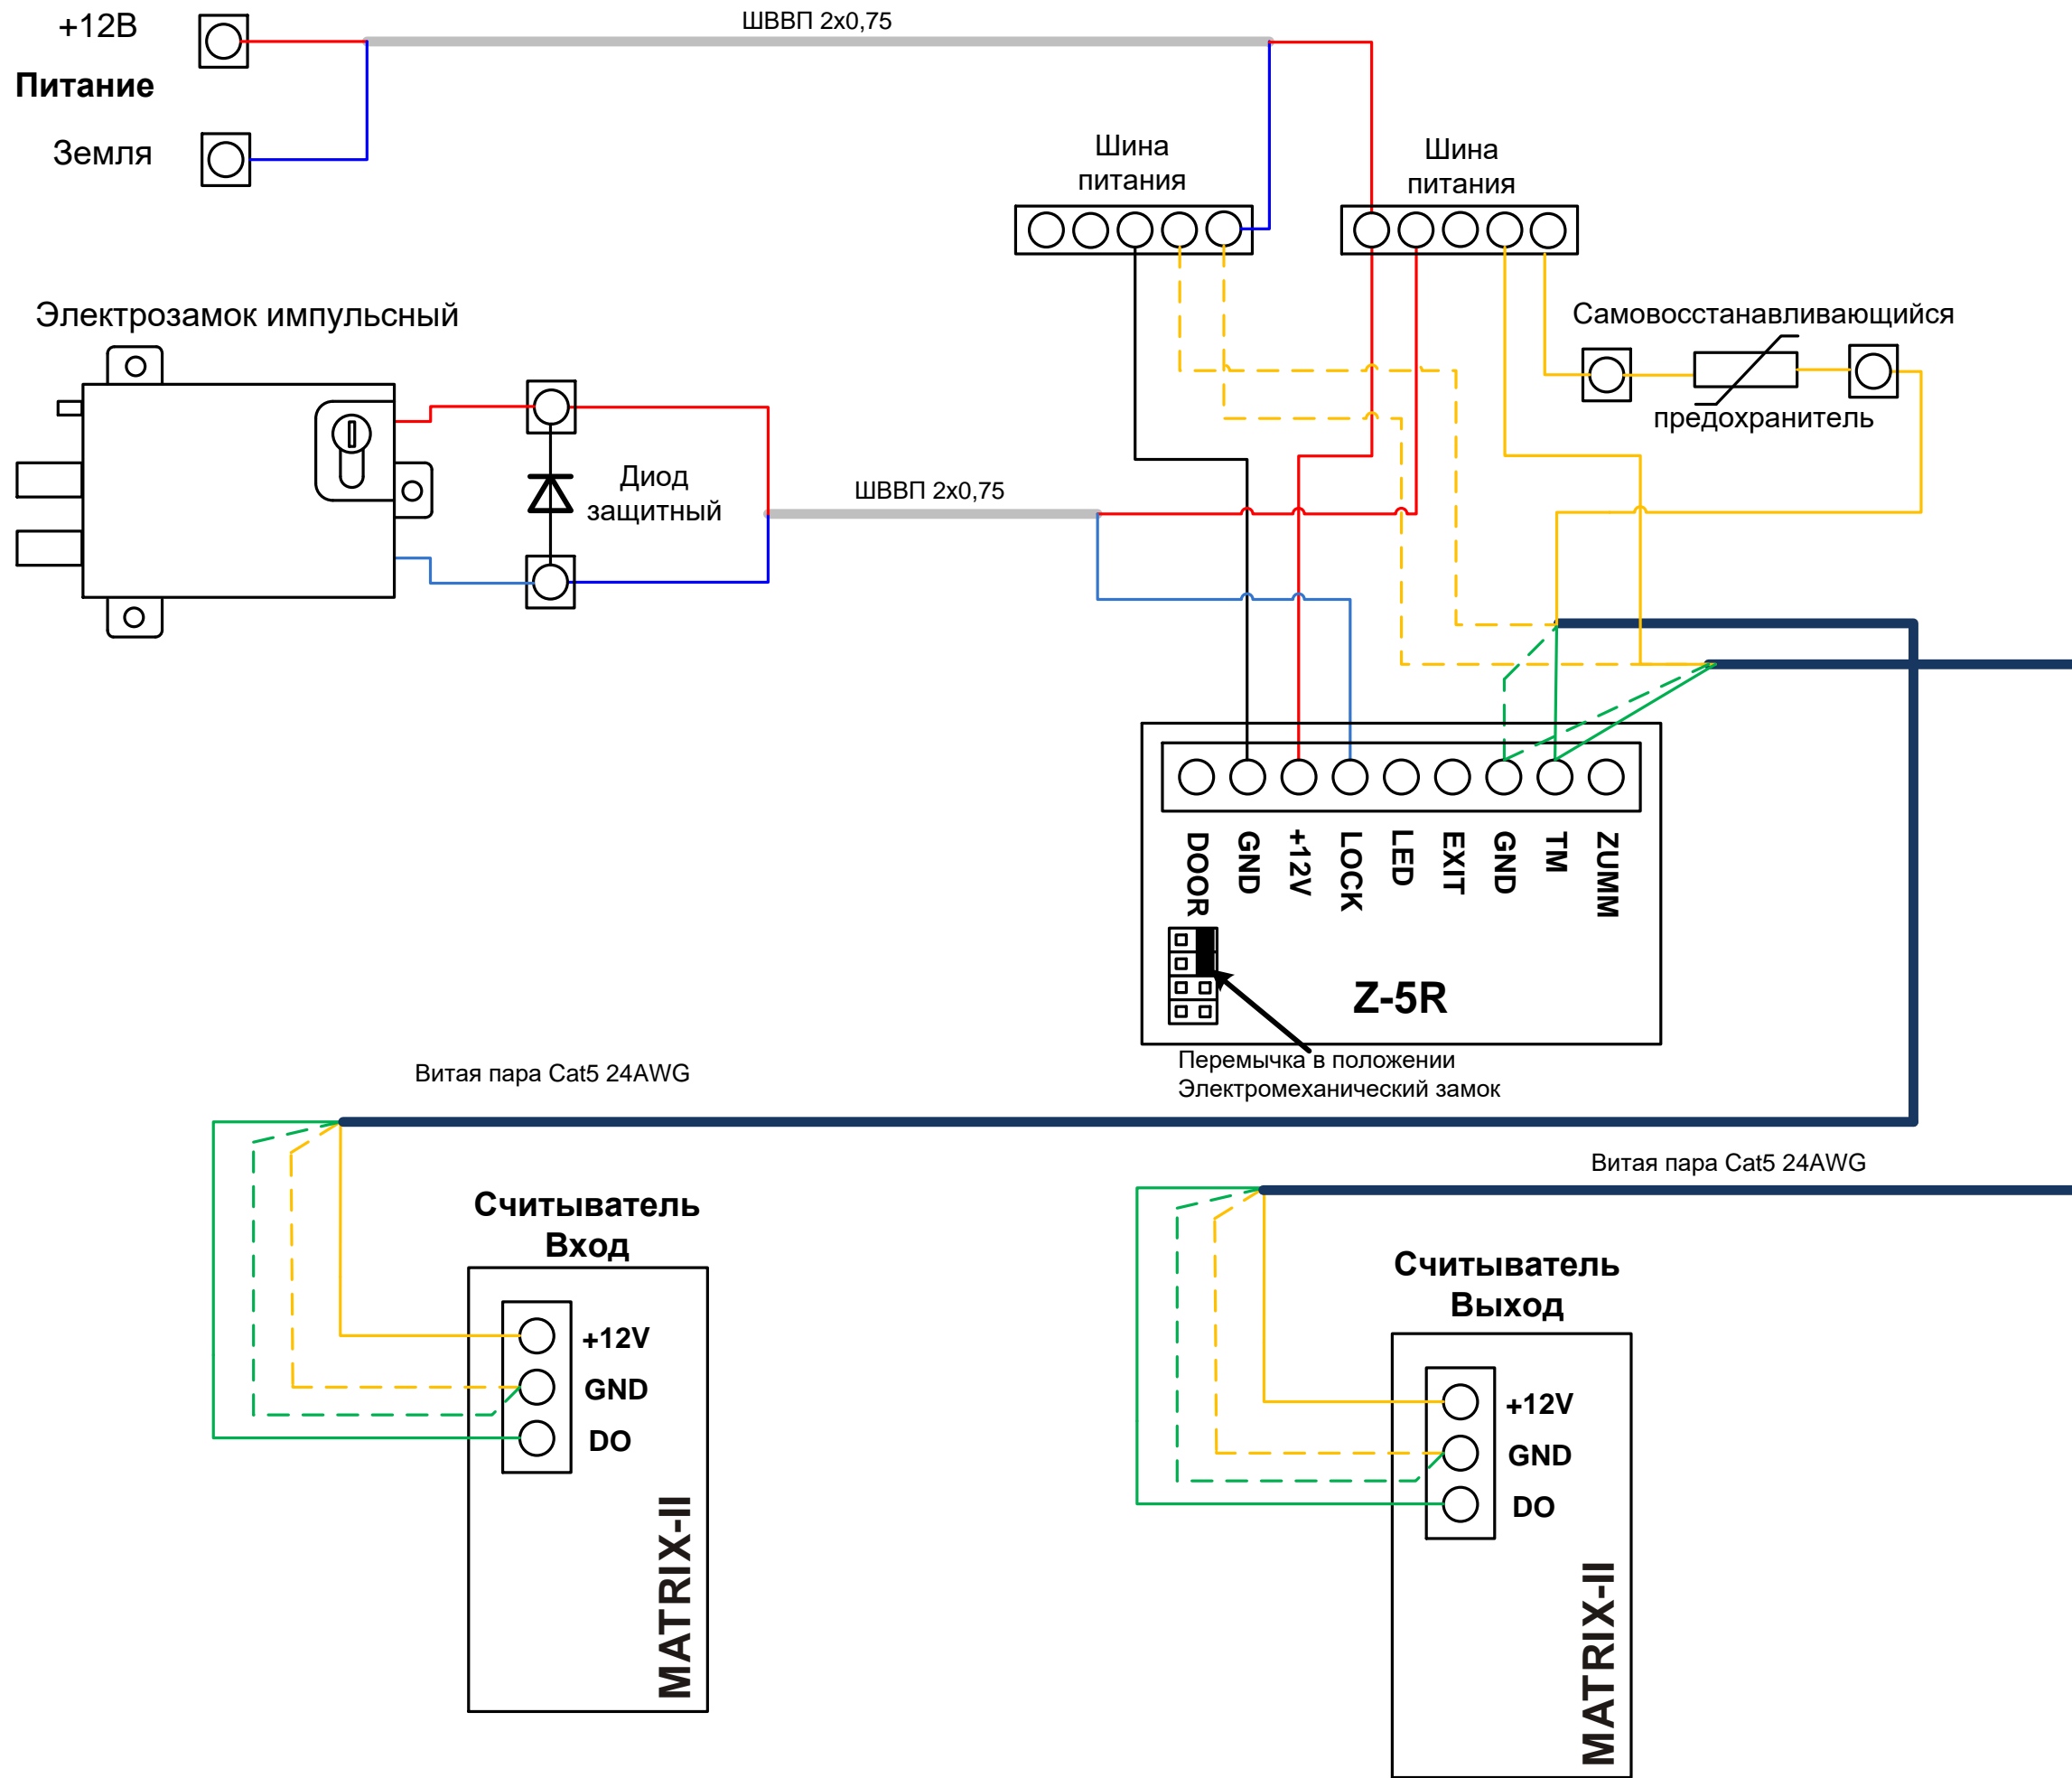 +12В
ШВВП 2х0,75
Питание
Земля
Шина
питания
Шина
питания
Электрозамок импульсный
Самовосстанавливающийся
предохранитель
Диод
защитный
ШВВП 2х0,75
DOOR
GND
+12V
LOCK
LED
EXIT
GND
TM
ZUMM
Z-5R
Перемычка в положении
Электромеханический замок
Витая пара Cat5 24AWG
Витая пара Cat5 24AWG
Считыватель
Вход
+12V
GND
DO
MATRIX-II
Считыватель
Выход
+12V
GND
DO
MATRIX-II